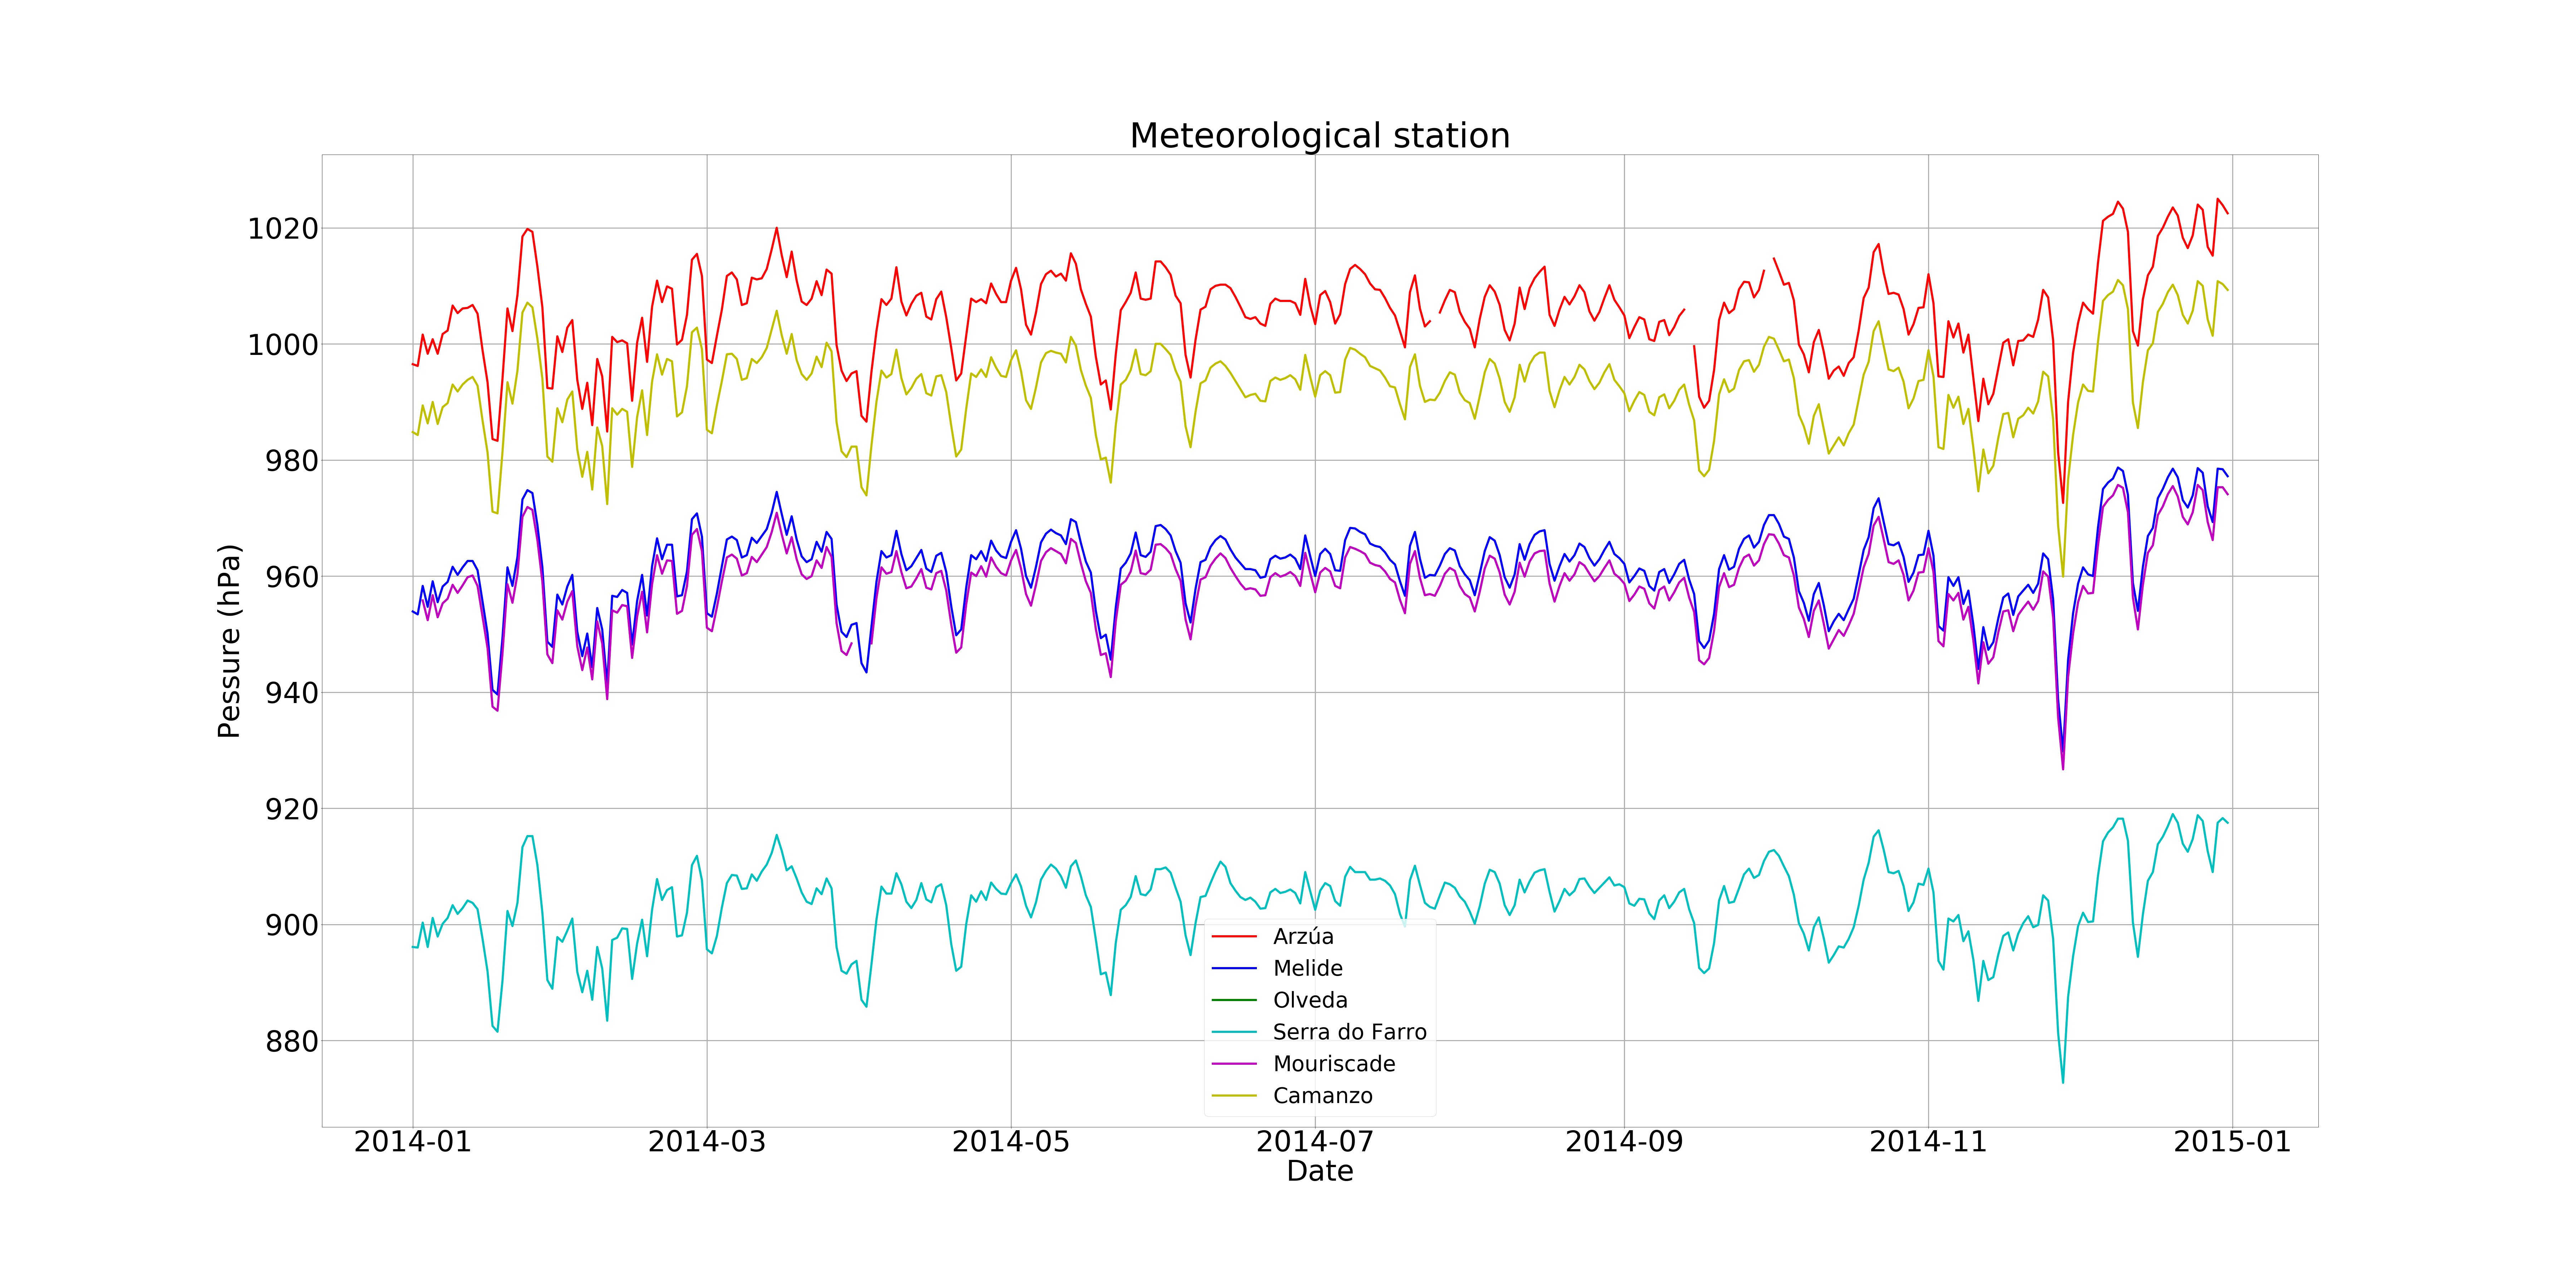 Meteorological station
Pessure (hPa)
1020
1000
980
960
940
920
900
880
Arzúa
Melide
Olveda
Serra do Farro
Mouriscade
Camanzo
2014-01
2014-03
2014-05
2014-07
2014-09
2014-11
2015-01
Date